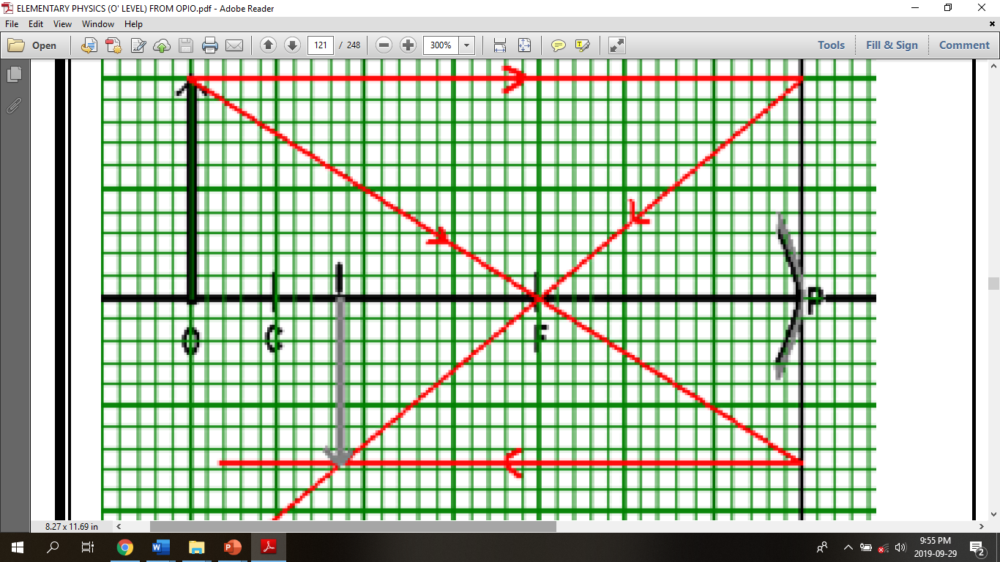 ELEMENTARY PHYSICS (O' LEVEL) FROM OPIO.pdf - Adobe Reader
File Edit View Window Help
Open 121 / 248 300% Tools Fill & Sign Comment
I
P
O C F
8.27 x 11.69 in
9:55 PM
2019-09-29
2